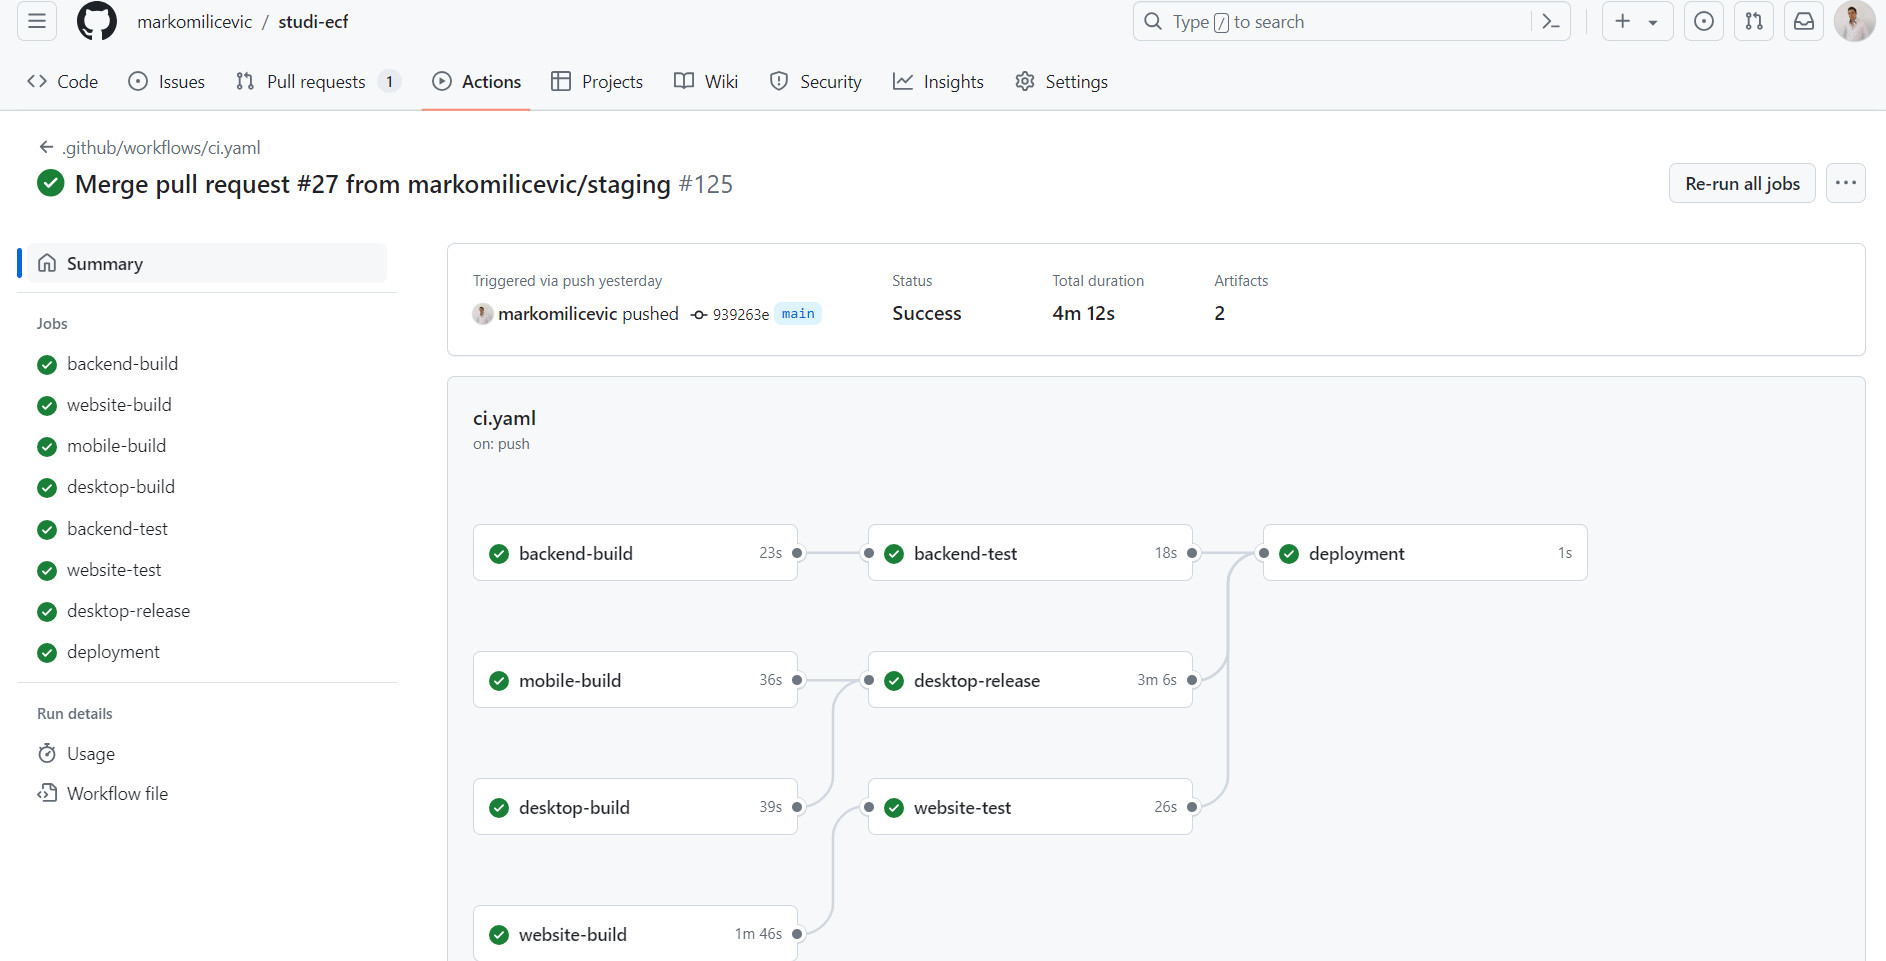 markomilicevic / studi-ecf
Type / to search
Code Issues Pull requests 1 Actions Projects Wiki Security Insights Settings
.github/workflows/ci.yaml
Merge pull request #27 from markomilicevic/staging #125
Re-run all jobs
Summary
Jobs
backend-build
website-build
mobile-build
desktop-build
backend-test
website-test
desktop-release
deployment
Run details
Usage
Workflow file
Triggered via push yesterday
markomilicevic pushed 939263e main
Status
Success
Total duration
4m 12s
Artifacts
2
ci.yaml
on: push
backend-build 23s
backend-test 18s
deployment 1s
mobile-build 36s
desktop-release 3m 6s
desktop-build 39s
website-test 26s
website-build 1m 46s